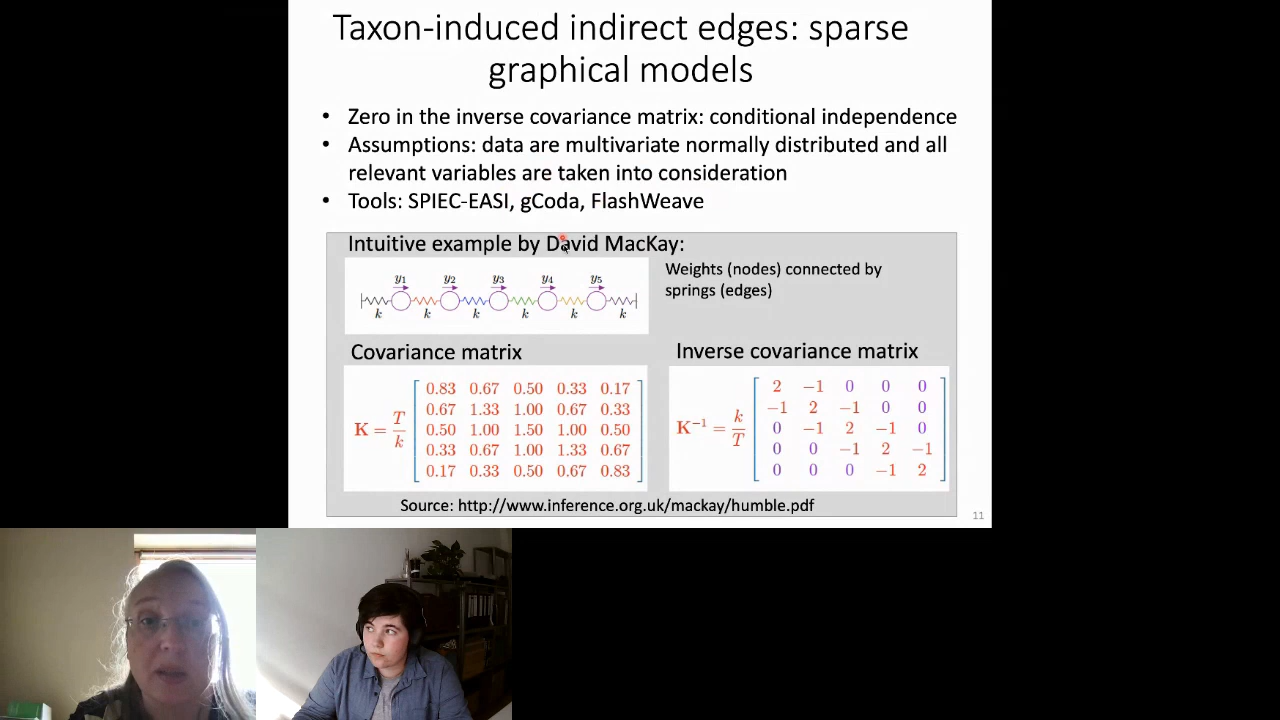 Taxon-induced indirect edges: sparse
graphical models
• Zero in the inverse covariance matrix: conditional independence
• Assumptions: data are multivariate normally distributed and all
relevant variables are taken into consideration
• Tools: SPIEC-EASI, gCoda, FlashWeave
Intuitive example by David MacKay:
y1 y2 y3 y4 y5
k k k k k k
Weights (nodes) connected by
springs (edges)
Covariance matrix
K = T/k
0.83 0.67 0.50 0.33 0.17
0.67 1.33 1.00 0.67 0.33
0.50 1.00 1.50 1.00 0.50
0.33 0.67 1.00 1.33 0.67
0.17 0.33 0.50 0.67 0.83
Inverse covariance matrix
K−1 = k/T
2 −1 0 0 0
−1 2 −1 0 0
0 −1 2 −1 0
0 0 −1 2 −1
0 0 0 −1 2
Source: http://www.inference.org.uk/mackay/humble.pdf
11